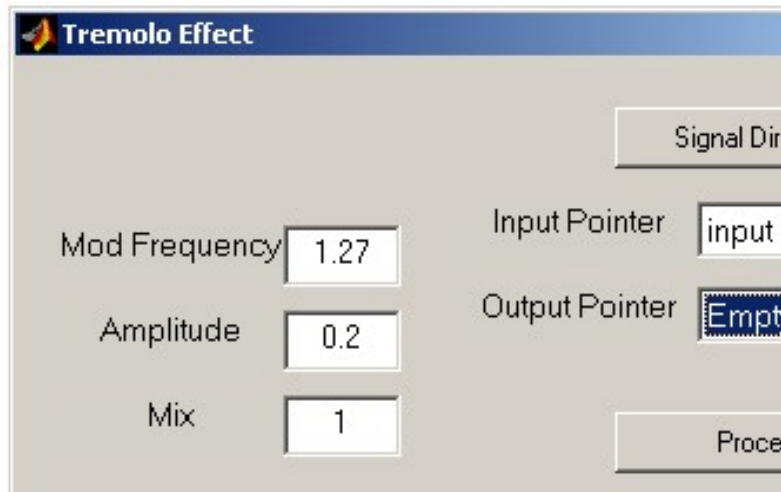 Tremolo Effect
Signal Dir
Input Pointer input
Mod Frequency 1.27
Output Pointer Empt
Amplitude 0.2
Mix 1
Proce